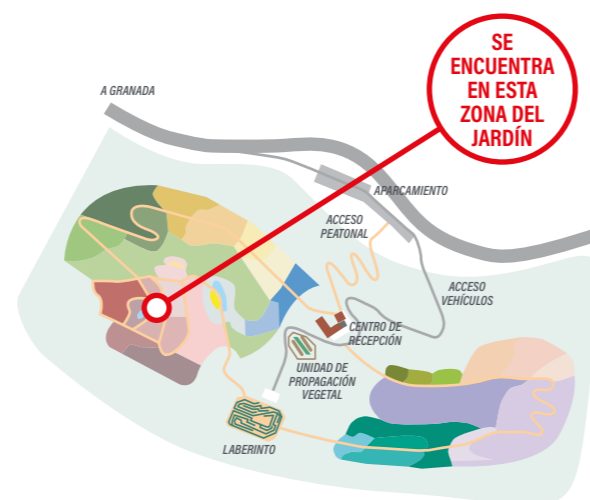 SE
ENCUENTRA
EN ESTA
ZONA DEL
JARDÍN
A GRANADA
APARCAMIENTO
ACCESO
PEATONAL
ACCESO
VEHÍCULOS
CENTRO DE
RECEPCIÓN
UNIDAD DE
PROPAGACIÓN
VEGETAL
LABERINTO